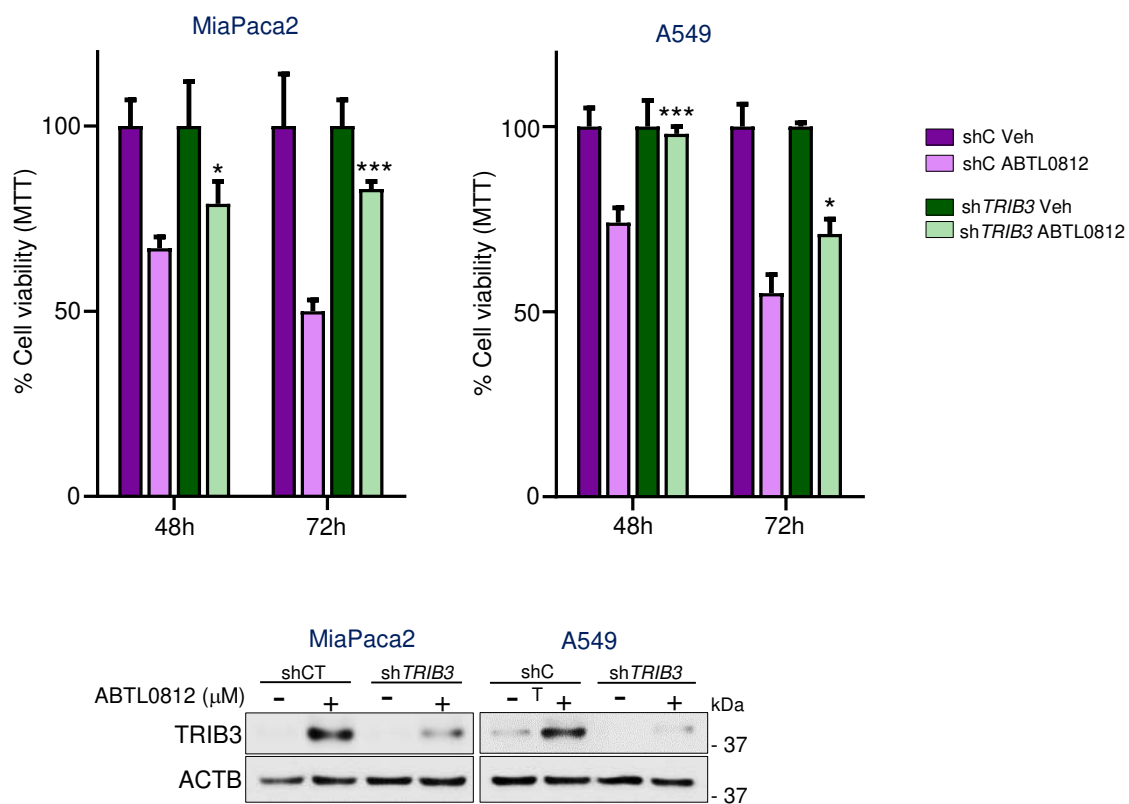 MiaPaca2
A549
% Cell viability (MTT)
100
50
0
*
***
48h
72h
% Cell viability (MTT)
100
50
0
***
*
48h
72h
shC Veh
shC ABTL0812
shTRIB3 Veh
shTRIB3 ABTL0812
MiaPaca2
A549
shCT
shTRIB3
shC
T
shTRIB3
ABTL0812 (μM)
- + - + - + - +
kDa
TRIB3
- 37
ACTB
- 37